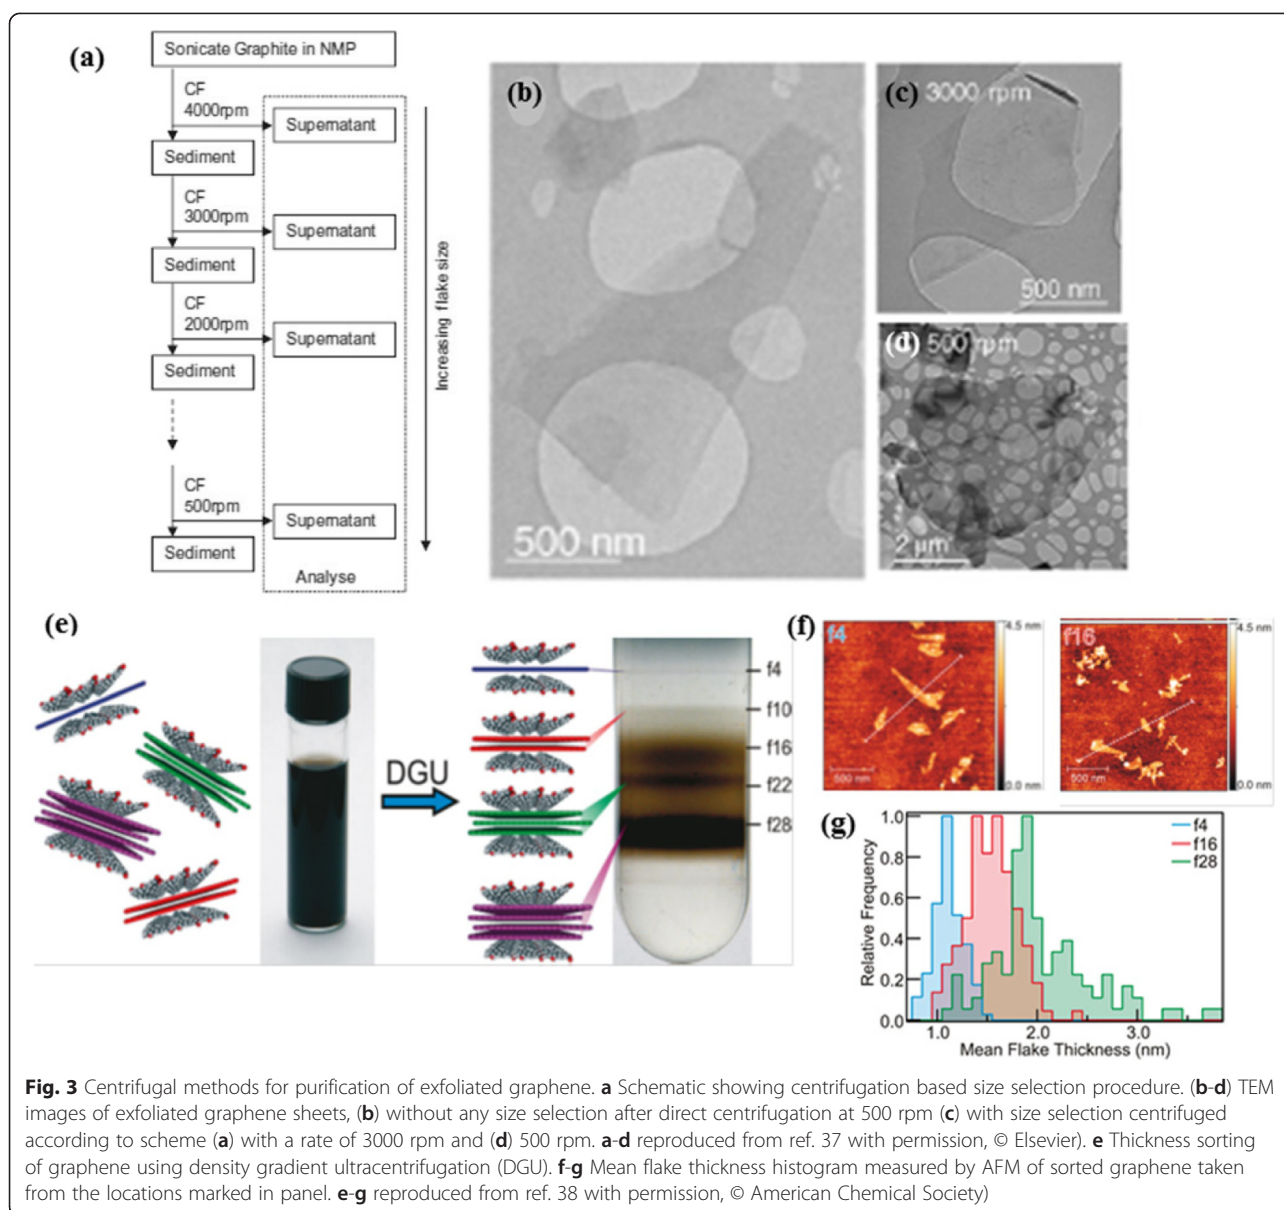 (a)
Sonicate Graphite in NMP
CF
4000rpm
Supernatant
Sediment
CF
3000rpm
Supernatant
Sediment
CF
2000rpm
Supernatant
Sediment
CF
500rpm
Supernatant
Sediment
Analyse
Increasing flake size
(b)
500 nm
(c) 3000 rpm
500 nm
(d) 500 rpm
2 μm
(e)
DGU
f4
f10
f16
f22
f28
(f)
f4
4.5 nm
0.0 nm
500 nm
f16
4.5 nm
0.0 nm
500 nm
(g)
Relative Frequency
1.0
0.8
0.6
0.4
0.2
0.0
f4
f16
f28
1.0 2.0 3.0
Mean Flake Thickness (nm)
Fig. 3 Centrifugal methods for purification of exfoliated graphene. a Schematic showing centrifugation based size selection procedure. (b-d) TEM
images of exfoliated graphene sheets, (b) without any size selection after direct centrifugation at 500 rpm (c) with size selection centrifuged
according to scheme (a) with a rate of 3000 rpm and (d) 500 rpm. a-d reproduced from ref. 37 with permission, © Elsevier). e Thickness sorting
of graphene using density gradient ultracentrifugation (DGU). f-g Mean flake thickness histogram measured by AFM of sorted graphene taken
from the locations marked in panel. e-g reproduced from ref. 38 with permission, © American Chemical Society)